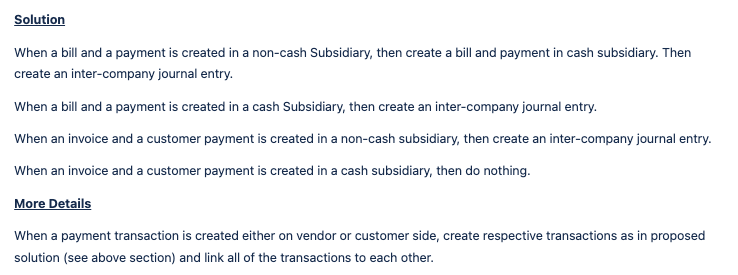 Solution
When a bill and a payment is created in a non-cash Subsidiary, then create a bill and payment in cash subsidiary. Then
create an inter-company journal entry.
When a bill and a payment is created in a cash Subsidiary, then create an inter-company journal entry.
When an invoice and a customer payment is created in a non-cash subsidiary, then create an inter-company journal entry.
When an invoice and a customer payment is created in a cash subsidiary, then do nothing.
More Details
When a payment transaction is created either on vendor or customer side, create respective transactions as in proposed
solution (see above section) and link all of the transactions to each other.